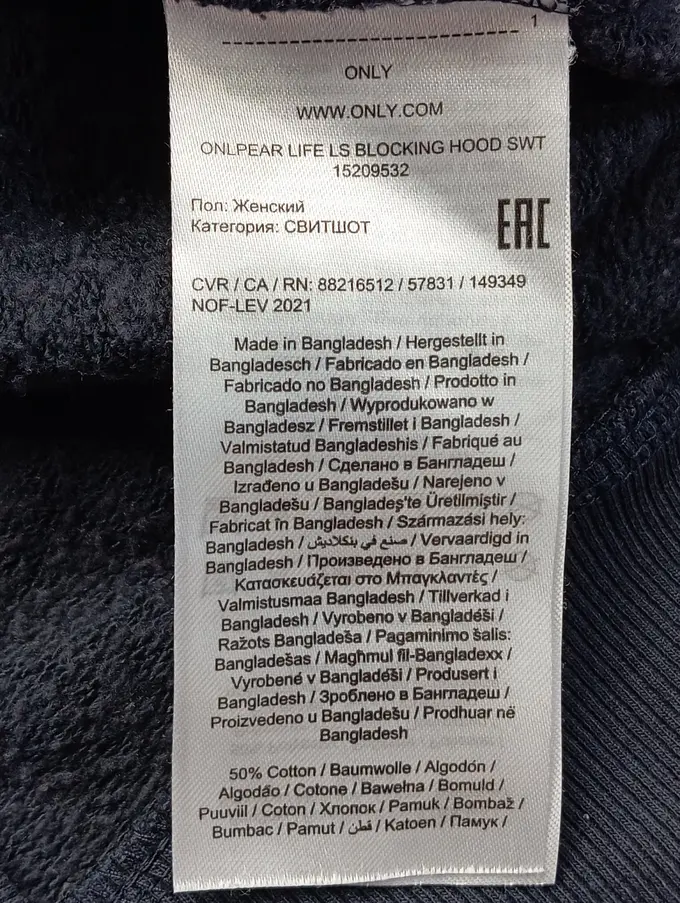 1
ONLY
WWW.ONLY.COM
ONLPEAR LIFE LS BLOCKING HOOD SWT
15209532
Пол: Женский
Категория: СВИТШОТ
EAC
CVR / CA / RN: 88216512 / 57831 / 149349
NOF-LEV 2021
Made in Bangladesh / Hergestellt in
Bangladesch / Fabricado en Bangladesh /
Fabricado no Bangladesh / Prodotto in
Bangladesh / Wyprodukowano w
Bangladesz / Fremstillet i Bangladesh /
Valmistatud Bangladeshis / Fabriqué au
Bangladesh / Сделано в Бангладеш /
Izrađeno u Bangladešu / Narejeno v
Bangladešu / Bangladeş'te Üretilmiştir /
Fabricat în Bangladesh / Származási hely:
Bangladesh / صنع في بنكلاديش / Vervaardigd in
Bangladesh / Произведено в Бангладеш /
Κατασκευάζεται στο Μπαγκλαντές /
Valmistusmaa Bangladesh / Tillverkad i
Bangladesh / Vyrobeno v Bangladéši /
Ražots Bangladeša / Pagaminimo šalis:
Bangladešas / Magħmul fil-Bangladexx /
Vyrobené v Bangladéši / Produsert i
Bangladesh / Зроблено в Бангладеш /
Proizvedeno u Bangladešu / Prodhuar në
Bangladesh
50% Cotton / Baumwolle / Algodón /
Algodão / Cotone / Bawełna / Bomuld /
Puuviil / Coton / Хлопок / Pamuk / Bombaž /
Bumbac / Pamut / قطن / Katoen / Памук /